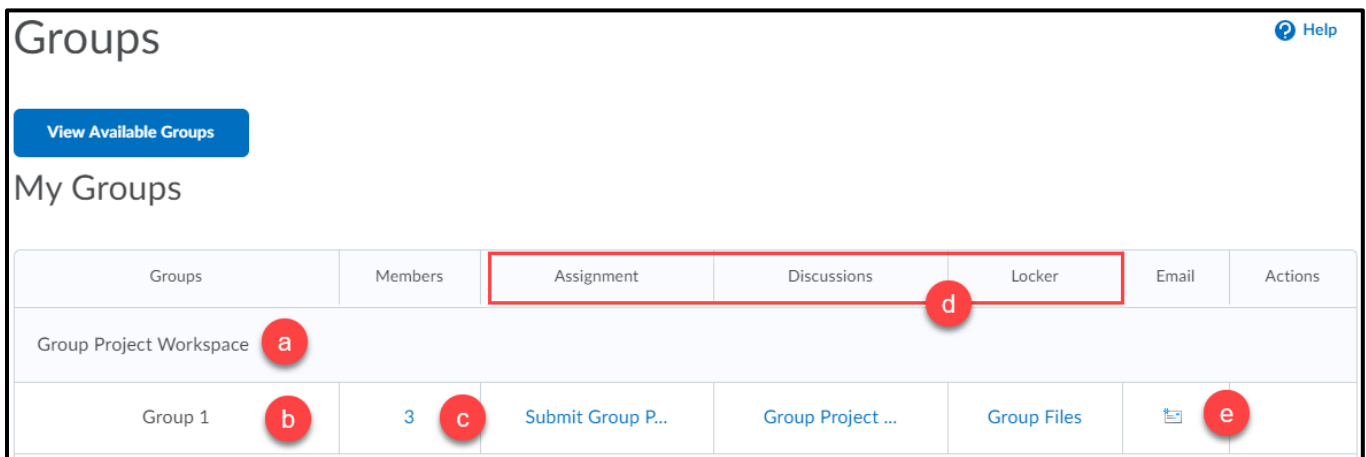 Groups
? Help
View Available Groups
My Groups
Groups Members Assignment Discussions Locker Email Actions
d
Group Project Workspace a
Group 1 b 3 c Submit Group P... Group Project ... Group Files e